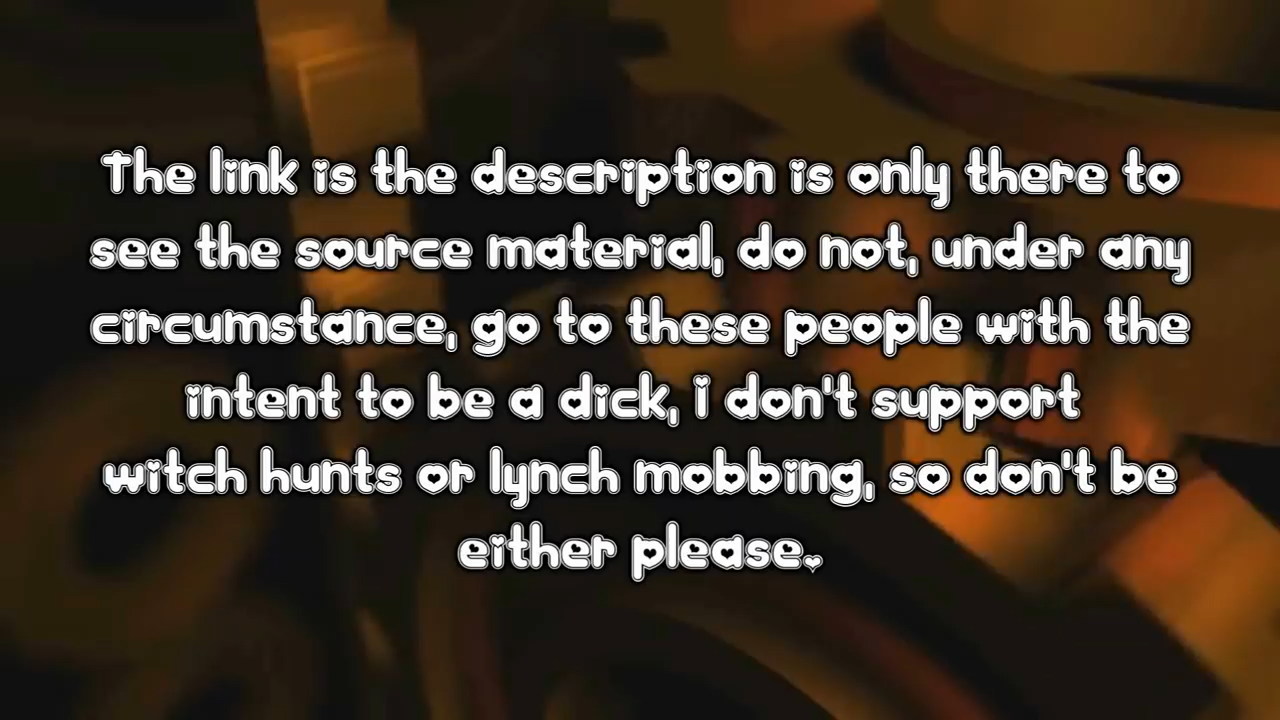 The link is the description is only there to
see the source material, do not, under any
circumstance, go to these people with the
intent to be a dick, i don't support
witch hunts or lynch mobbing, so don't be
either please.